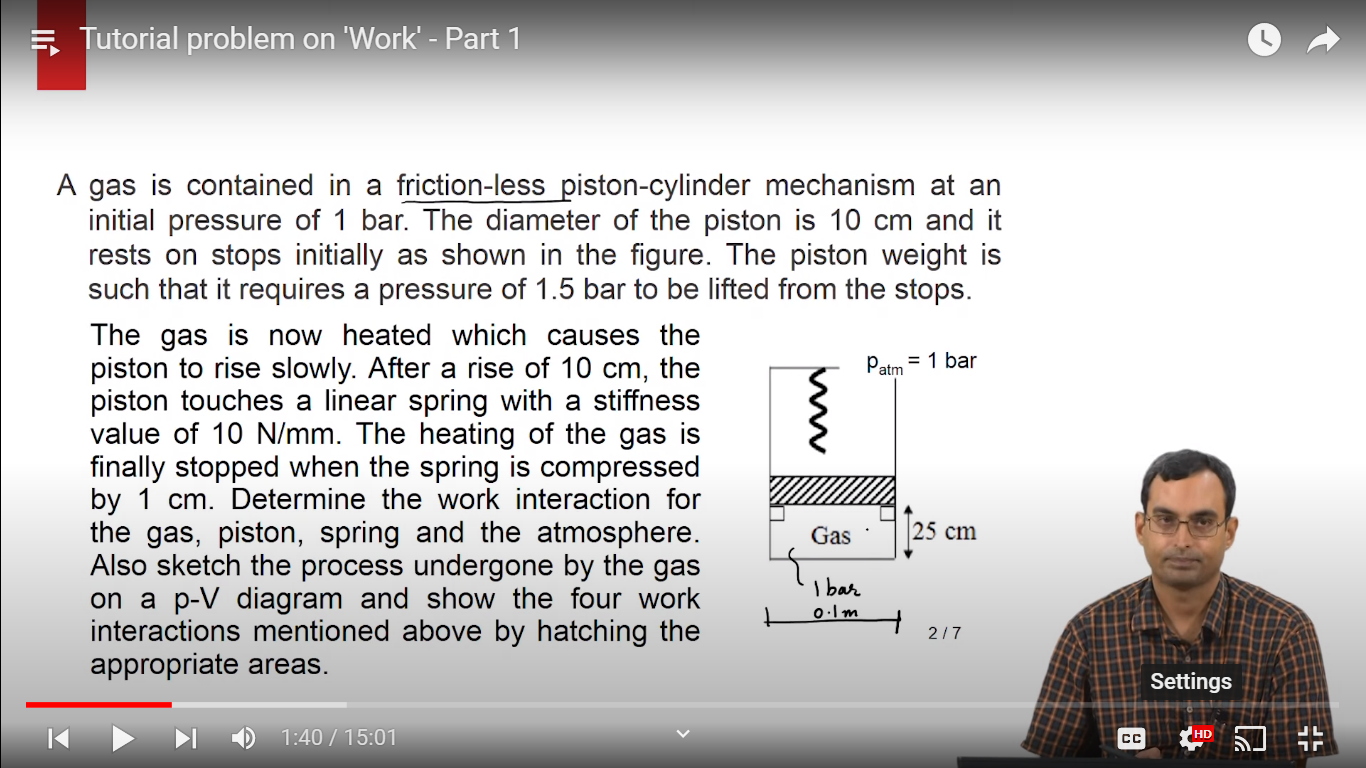 Tutorial problem on 'Work' - Part 1
A gas is contained in a friction-less piston-cylinder mechanism at an
initial pressure of 1 bar. The diameter of the piston is 10 cm and it
rests on stops initially as shown in the figure. The piston weight is
such that it requires a pressure of 1.5 bar to be lifted from the stops.
The gas is now heated which causes the
piston to rise slowly. After a rise of 10 cm, the
piston touches a linear spring with a stiffness
value of 10 N/mm. The heating of the gas is
finally stopped when the spring is compressed
by 1 cm. Determine the work interaction for
the gas, piston, spring and the atmosphere.
Also sketch the process undergone by the gas
on a p-V diagram and show the four work
interactions mentioned above by hatching the
appropriate areas.
patm = 1 bar
Gas
25 cm
1 bar
0.1m
2 / 7
Settings
1:40 / 15:01
CC
HD